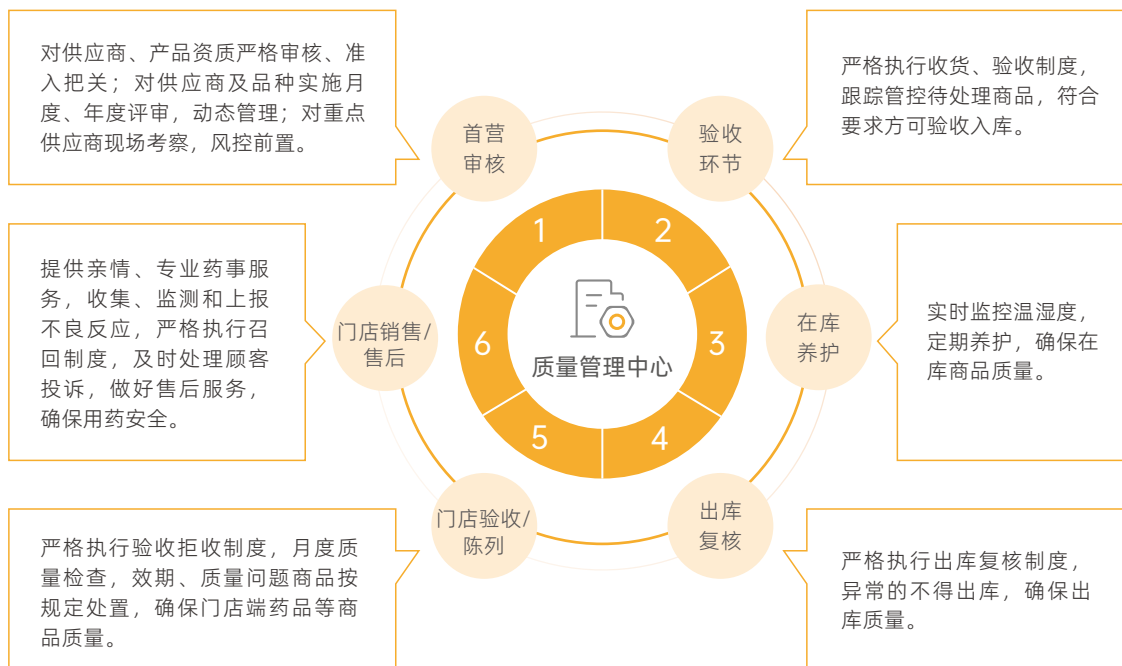 对供应商、产品资质严格审核、准
入把关；对供应商及品种实施月
度、年度评审，动态管理；对重点
供应商现场考察，风控前置。
首营
审核
1
验收
环节
2
严格执行收货、验收制度，
跟踪管控待处理商品，符合
要求方可验收入库。
提供亲情、专业药事服
务，收集、监测和上报
不良反应，严格执行召
回制度，及时处理顾客
投诉，做好售后服务，
确保用药安全。
门店销售/
售后
6
质量管理中心
3
在库
养护
实时监控温湿度，
定期养护，确保在
库商品质量。
5
4
门店验收/
陈列
出库
复核
严格执行验收拒收制度，月度质
量检查，效期、质量问题商品按
规定处置，确保门店端药品等商
品质量。
严格执行出库复核制度，
异常的不得出库，确保出
库质量。